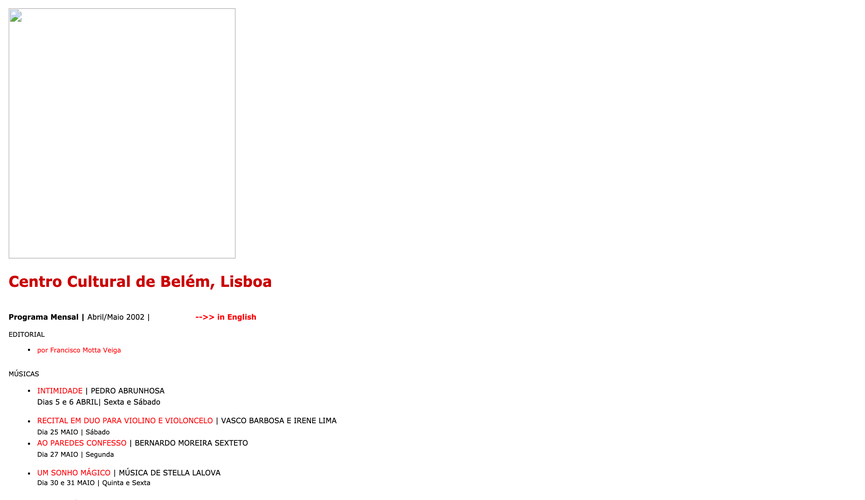 Centro Cultural de Belém, Lisboa
Programa Mensal | Abril/Maio 2002 | -->> in English
EDITORIAL
por Francisco Motta Veiga
MÚSICAS
INTIMIDADE | PEDRO ABRUNHOSA
Dias 5 e 6 ABRIL| Sexta e Sábado
RECITAL EM DUO PARA VIOLINO E VIOLONCELO | VASCO BARBOSA E IRENE LIMA
Dia 25 MAIO | Sábado
AO PAREDES CONFESSO | BERNARDO MOREIRA SEXTETO
Dia 27 MAIO | Segunda
UM SONHO MÁGICO | MÚSICA DE STELLA LALOVA
Dia 30 e 31 MAIO | Quinta e Sexta